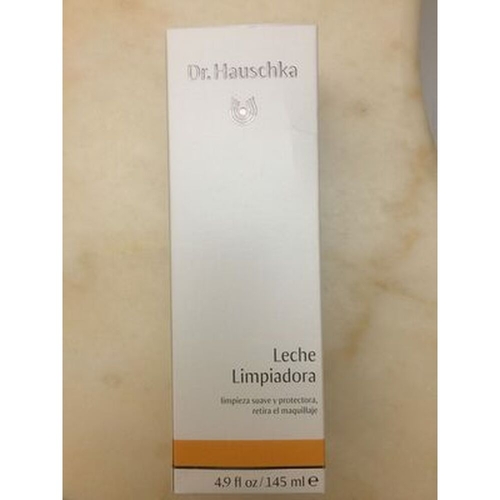 Dr. Hauschka
Leche
Limpiadora
limpieza suave y protectora,
retira el maquillaje
4.9 fl oz / 145 ml ℮